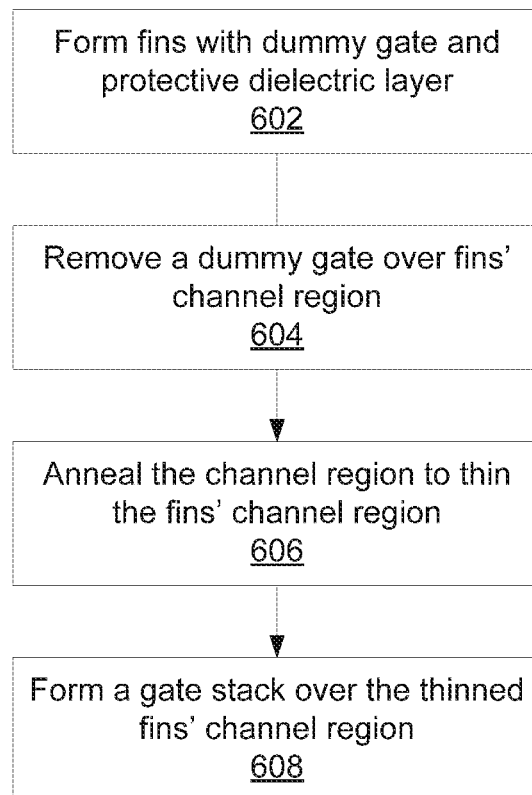 Form fins with dummy gate and
protective dielectric layer
602
Remove a dummy gate over fins'
channel region
604
Anneal the channel region to thin
the fins' channel region
606
Form a gate stack over the thinned
fins' channel region
608